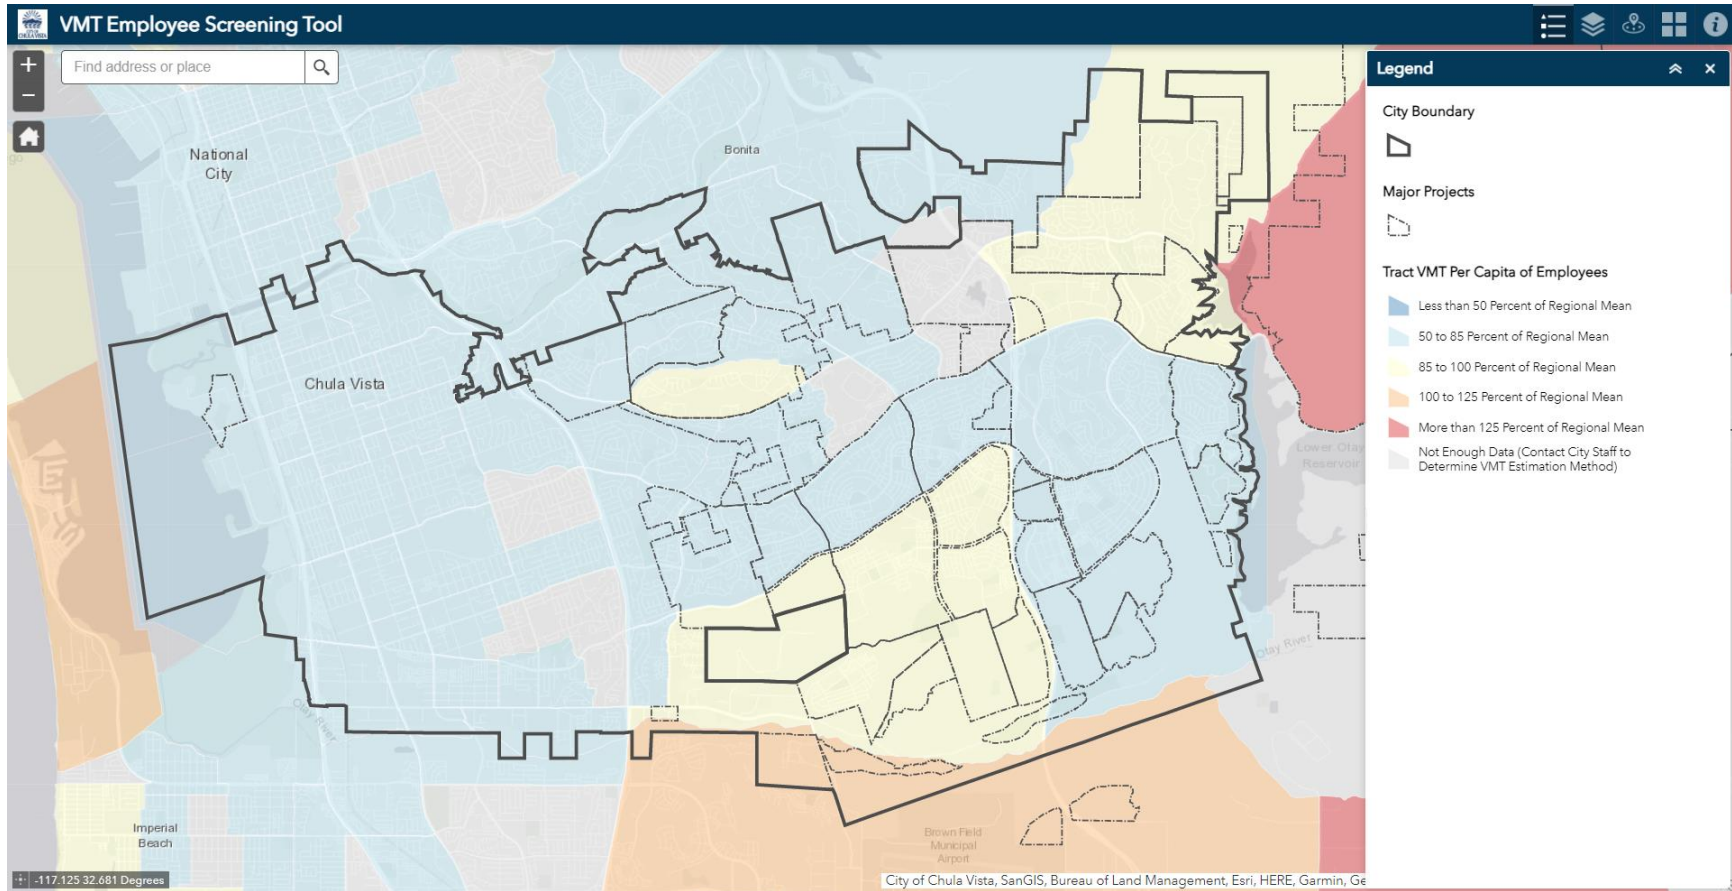 VMT Employee Screening Tool
Find address or place
Legend
City Boundary
Major Projects
Tract VMT Per Capita of Employees
Less than 50 Percent of Regional Mean
50 to 85 Percent of Regional Mean
85 to 100 Percent of Regional Mean
100 to 125 Percent of Regional Mean
More than 125 Percent of Regional Mean
Not Enough Data (Contact City Staff to
Determine VMT Estimation Method)
National
City
Bonita
Chula Vista
Lower Otay
Reservoir
Otay River
Otay River
Imperial
Beach
Brown Field
Municipal
Airport
-117.125 32.681 Degrees
City of Chula Vista, SanGIS, Bureau of Land Management, Esri, HERE, Garmin, Ge